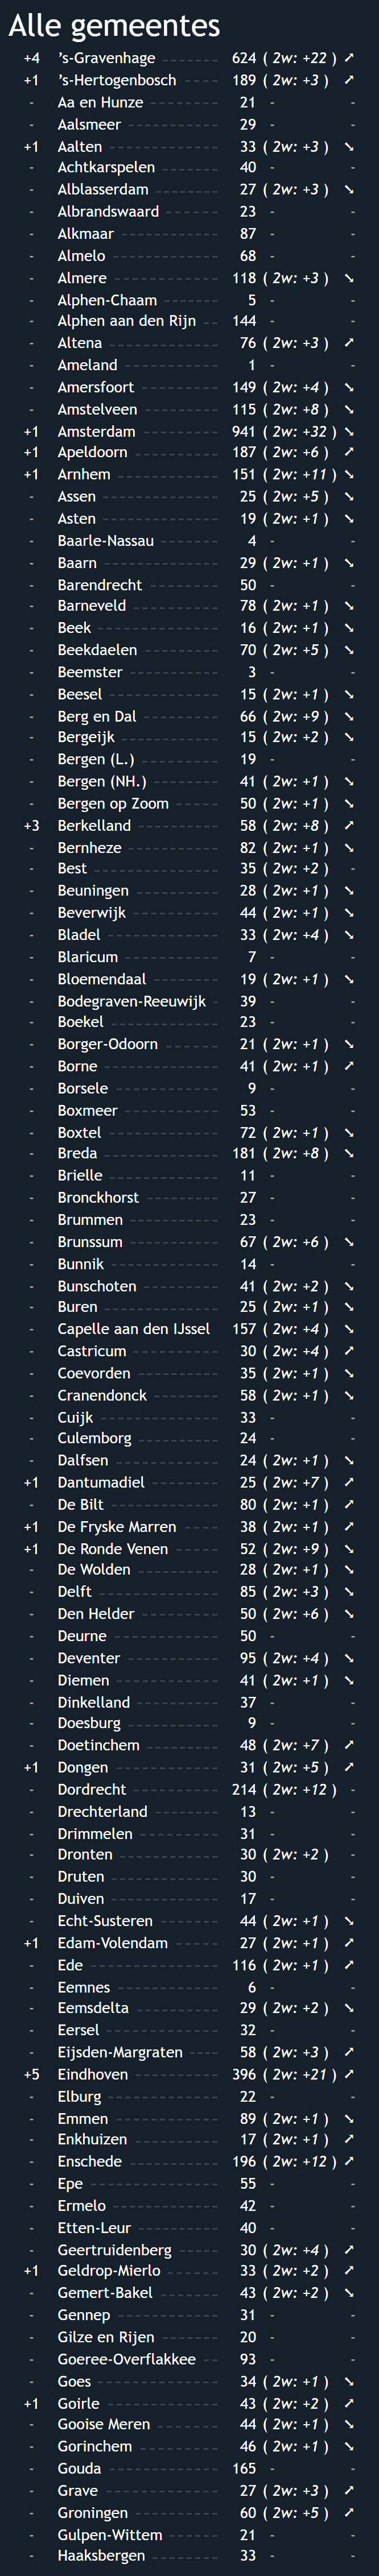 Alle gemeentes
+4 ’s-Gravenhage 624 ( 2w: +22 ) ↗
+1 ’s-Hertogenbosch 189 ( 2w: +3 ) ↗
- Aa en Hunze 21 - -
- Aalsmeer 29 - -
+1 Aalten 33 ( 2w: +3 ) ↘
- Achtkarspelen 40 - -
- Alblasserdam 27 ( 2w: +3 ) ↘
- Albrandswaard 23 - -
- Alkmaar 87 - -
- Almelo 68 - -
- Almere 118 ( 2w: +3 ) ↘
- Alphen-Chaam 5 - -
- Alphen aan den Rijn 144 - -
- Altena 76 ( 2w: +3 ) ↗
- Ameland 1 - -
- Amersfoort 149 ( 2w: +4 ) ↘
- Amstelveen 115 ( 2w: +8 ) ↘
+1 Amsterdam 941 ( 2w: +32 ) ↘
+1 Apeldoorn 187 ( 2w: +6 ) ↗
+1 Arnhem 151 ( 2w: +11 ) ↘
- Assen 25 ( 2w: +5 ) ↘
- Asten 19 ( 2w: +1 ) ↘
- Baarle-Nassau 4 - -
- Baarn 29 ( 2w: +1 ) ↘
- Barendrecht 50 - -
- Barneveld 78 ( 2w: +1 ) ↘
- Beek 16 ( 2w: +1 ) ↘
- Beekdaelen 70 ( 2w: +5 ) ↘
- Beemster 3 - -
- Beesel 15 ( 2w: +1 ) ↘
- Berg en Dal 66 ( 2w: +9 ) ↘
- Bergeijk 15 ( 2w: +2 ) ↘
- Bergen (L.) 19 - -
- Bergen (NH.) 41 ( 2w: +1 ) ↘
- Bergen op Zoom 50 ( 2w: +1 ) ↘
+3 Berkelland 58 ( 2w: +8 ) ↗
- Bernheze 82 ( 2w: +1 ) ↘
- Best 35 ( 2w: +2 ) -
- Beuningen 28 ( 2w: +1 ) ↘
- Beverwijk 44 ( 2w: +1 ) ↘
- Bladel 33 ( 2w: +4 ) ↘
- Blaricum 7 - -
- Bloemendaal 19 ( 2w: +1 ) ↘
- Bodegraven-Reeuwijk 39 - -
- Boekel 23 - -
- Borger-Odoorn 21 ( 2w: +1 ) ↘
- Borne 41 ( 2w: +1 ) ↗
- Borsele 9 - -
- Boxmeer 53 - -
- Boxtel 72 ( 2w: +1 ) ↘
- Breda 181 ( 2w: +8 ) ↘
- Brielle 11 - -
- Bronckhorst 27 - -
- Brummen 23 - -
- Brunssum 67 ( 2w: +6 ) ↘
- Bunnik 14 - -
- Bunschoten 41 ( 2w: +2 ) ↘
- Buren 25 ( 2w: +1 ) ↘
- Capelle aan den IJssel 157 ( 2w: +4 ) ↘
- Castricum 30 ( 2w: +4 ) ↗
- Coevorden 35 ( 2w: +1 ) ↘
- Cranendonck 58 ( 2w: +1 ) ↘
- Cuijk 33 - -
- Culemborg 24 - -
- Dalfsen 24 ( 2w: +1 ) ↘
+1 Dantumadiel 25 ( 2w: +7 ) ↗
- De Bilt 80 ( 2w: +1 ) ↗
+1 De Fryske Marren 38 ( 2w: +1 ) ↗
+1 De Ronde Venen 52 ( 2w: +9 ) ↘
- De Wolden 28 ( 2w: +1 ) ↘
- Delft 85 ( 2w: +3 ) ↘
- Den Helder 50 ( 2w: +6 ) ↘
- Deurne 50 - -
- Deventer 95 ( 2w: +4 ) ↘
- Diemen 41 ( 2w: +1 ) ↘
- Dinkelland 37 - -
- Doesburg 9 - -
- Doetinchem 48 ( 2w: +7 ) ↗
+1 Dongen 31 ( 2w: +5 ) ↗
- Dordrecht 214 ( 2w: +12 ) -
- Drechterland 13 - -
- Drimmelen 31 - -
- Dronten 30 ( 2w: +2 ) -
- Druten 30 - -
- Duiven 17 - -
- Echt-Susteren 44 ( 2w: +1 ) ↘
+1 Edam-Volendam 27 ( 2w: +1 ) ↗
- Ede 116 ( 2w: +1 ) ↗
- Eemnes 6 - -
- Eemsdelta 29 ( 2w: +2 ) ↘
- Eersel 32 - -
- Eijsden-Margraten 58 ( 2w: +3 ) ↗
+5 Eindhoven 396 ( 2w: +21 ) ↗
- Elburg 22 - -
- Emmen 89 ( 2w: +1 ) ↘
- Enkhuizen 17 ( 2w: +1 ) ↗
- Enschede 196 ( 2w: +12 ) ↗
- Epe 55 - -
- Ermelo 42 - -
- Etten-Leur 40 - -
- Geertruidenberg 30 ( 2w: +4 ) ↗
+1 Geldrop-Mierlo 33 ( 2w: +2 ) ↗
- Gemert-Bakel 43 ( 2w: +2 ) ↘
- Gennep 31 - -
- Gilze en Rijen 20 - -
- Goeree-Overflakkee 93 - -
- Goes 34 ( 2w: +1 ) ↘
+1 Goirle 43 ( 2w: +2 ) ↗
- Gooise Meren 44 ( 2w: +1 ) ↘
- Gorinchem 46 ( 2w: +1 ) ↘
- Gouda 165 - -
- Grave 27 ( 2w: +3 ) ↗
- Groningen 60 ( 2w: +5 ) ↗
- Gulpen-Wittem 21 - -
- Haaksbergen 33 - -